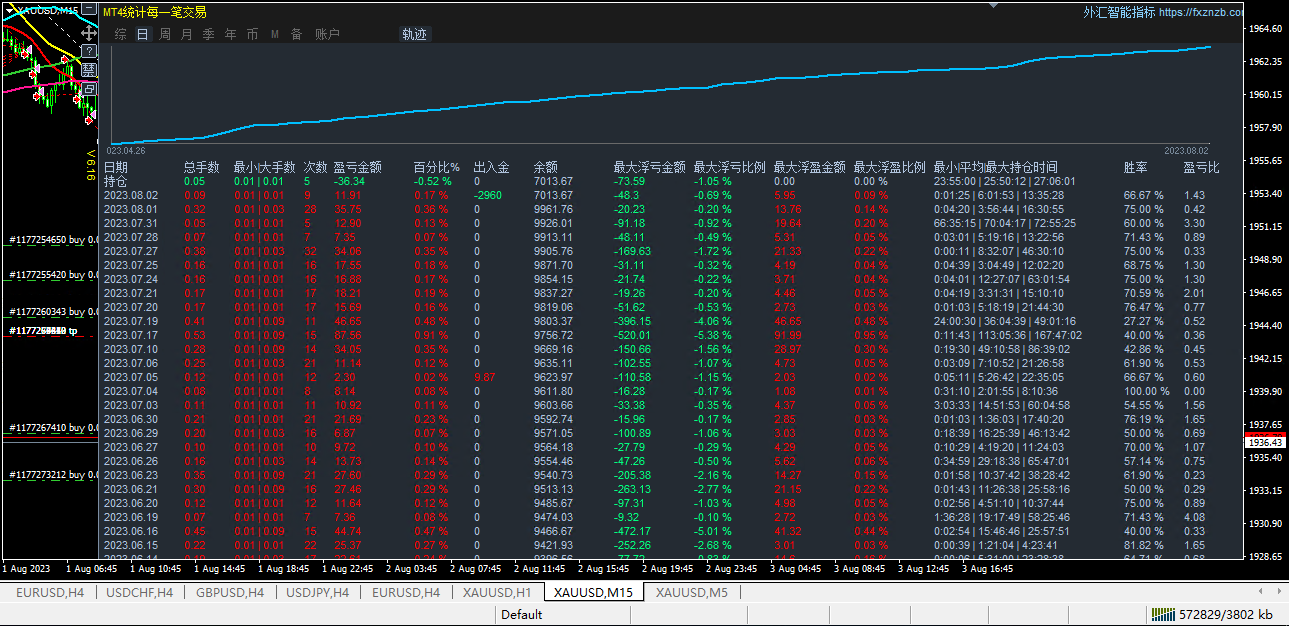 XAUUSD,M15
MT4统计每一笔交易
外汇智能指标 https://fxznzb.com
综 日 周 月 季 年 币 M 备 账户 轨迹
禁
V6.16
023.04.26
2023.08.02
日期 总手数 最小|大手数 次数 盈亏金额 百分比% 出入金 余额 最大浮亏金额 最大浮亏比例 最大浮盈金额 最大浮盈比例 最小|平均|最大持仓时间 胜率 盈亏比
持仓 0.05 0.01 | 0.01 5 -36.34 -0.52 % 0 7013.67 -73.59 -1.05 % 0.00 0.00 % 23:55:00 | 25:50:12 | 27:06:01
2023.08.02 0.09 0.01 | 0.01 9 11.91 0.17 % -2960 7013.67 -48.3 -0.69 % 5.95 0.09 % 0:01:25 | 6:01:53 | 13:35:28 66.67 % 1.43
2023.08.01 0.32 0.01 | 0.03 28 35.75 0.36 % 0 9961.76 -20.23 -0.20 % 13.76 0.14 % 0:04:20 | 3:56:44 | 16:30:55 75.00 % 0.42
2023.07.31 0.05 0.01 | 0.01 5 12.90 0.13 % 0 9926.01 -91.18 -0.92 % 19.64 0.20 % 66:35:15 | 70:04:17 | 72:55:25 60.00 % 3.30
2023.07.28 0.07 0.01 | 0.01 7 7.35 0.07 % 0 9913.11 -48.11 -0.49 % 5.31 0.05 % 0:03:01 | 5:19:16 | 13:22:56 71.43 % 0.89
2023.07.27 0.38 0.01 | 0.03 32 34.06 0.35 % 0 9905.76 -169.63 -1.72 % 21.33 0.22 % 0:00:11 | 8:32:07 | 46:30:10 75.00 % 0.33
2023.07.25 0.16 0.01 | 0.01 16 17.55 0.18 % 0 9871.70 -31.11 -0.32 % 4.19 0.04 % 0:04:39 | 3:04:49 | 12:02:20 68.75 % 1.30
2023.07.24 0.16 0.01 | 0.01 16 16.88 0.17 % 0 9854.15 -21.74 -0.22 % 3.71 0.04 % 0:04:01 | 12:27:07 | 63:01:54 75.00 % 1.30
2023.07.21 0.17 0.01 | 0.01 17 18.21 0.19 % 0 9837.27 -19.26 -0.20 % 4.46 0.05 % 0:04:19 | 3:31:31 | 15:10:10 70.59 % 2.01
2023.07.20 0.17 0.01 | 0.01 17 15.69 0.16 % 0 9819.06 -51.62 -0.53 % 2.73 0.03 % 0:01:03 | 5:18:19 | 21:44:30 76.47 % 0.77
2023.07.19 0.41 0.01 | 0.09 11 46.65 0.48 % 0 9803.37 -396.15 -4.06 % 46.65 0.48 % 24:00:30 | 36:04:39 | 49:01:16 27.27 % 0.52
2023.07.17 0.53 0.01 | 0.09 15 87.56 0.91 % 0 9756.72 -520.01 -5.38 % 91.99 0.95 % 0:11:43 | 113:05:36 | 167:47:02 40.00 % 0.36
2023.07.10 0.28 0.01 | 0.05 14 34.05 0.35 % 0 9669.16 -150.66 -1.56 % 28.97 0.30 % 0:19:30 | 49:10:58 | 86:39:02 42.86 % 0.45
2023.07.06 0.25 0.01 | 0.03 21 11.14 0.12 % 0 9635.11 -102.55 -1.07 % 4.73 0.05 % 0:03:09 | 7:10:52 | 21:26:58 61.90 % 0.53
2023.07.05 0.12 0.01 | 0.01 12 2.30 0.02 % 9.87 9623.97 -110.58 -1.15 % 2.03 0.02 % 0:05:11 | 5:26:42 | 22:35:05 66.67 % 0.60
2023.07.04 0.08 0.01 | 0.01 8 8.14 0.08 % 0 9611.80 -16.28 -0.17 % 1.08 0.01 % 0:31:10 | 2:01:55 | 8:10:36 100.00 % 0.00
2023.07.03 0.11 0.01 | 0.01 11 10.92 0.11 % 0 9603.66 -33.38 -0.35 % 4.37 0.05 % 3:03:33 | 14:51:53 | 60:04:58 54.55 % 1.56
2023.06.30 0.21 0.01 | 0.01 21 21.69 0.23 % 0 9592.74 -15.96 -0.17 % 2.85 0.03 % 0:01:03 | 1:36:03 | 17:40:20 76.19 % 1.65
2023.06.29 0.20 0.01 | 0.03 16 6.87 0.07 % 0 9571.05 -100.89 -1.06 % 3.03 0.03 % 0:18:39 | 16:25:39 | 46:13:42 50.00 % 0.69
2023.06.27 0.10 0.01 | 0.01 10 9.72 0.10 % 0 9564.18 -27.79 -0.29 % 4.29 0.05 % 0:10:29 | 4:19:20 | 11:24:03 70.00 % 1.07
2023.06.26 0.16 0.01 | 0.03 14 13.73 0.14 % 0 9554.46 -47.26 -0.50 % 5.62 0.06 % 0:34:59 | 29:18:38 | 65:47:01 57.14 % 0.75
2023.06.23 0.35 0.01 | 0.05 21 27.60 0.29 % 0 9540.73 -205.38 -2.16 % 14.27 0.15 % 0:01:58 | 10:37:42 | 38:28:42 61.90 % 0.23
2023.06.21 0.30 0.01 | 0.06 16 27.46 0.29 % 0 9513.13 -263.13 -2.77 % 21.15 0.22 % 0:01:43 | 11:26:38 | 25:58:16 50.00 % 0.29
2023.06.20 0.12 0.01 | 0.01 12 11.64 0.12 % 0 9485.67 -97.31 -1.03 % 4.98 0.05 % 0:02:56 | 4:51:10 | 10:37:44 75.00 % 0.89
2023.06.19 0.07 0.01 | 0.01 7 7.36 0.08 % 0 9474.03 -9.32 -0.10 % 2.72 0.03 % 1:36:28 | 19:17:49 | 58:25:46 71.43 % 4.08
2023.06.16 0.45 0.01 | 0.09 15 44.74 0.47 % 0 9466.67 -472.17 -5.01 % 41.32 0.44 % 0:02:54 | 15:46:46 | 25:57:51 40.00 % 0.33
2023.06.15 0.22 0.01 | 0.01 22 25.37 0.27 % 0 9421.93 -252.26 -2.68 % 3.01 0.03 % 0:00:39 | 1:21:04 | 4:23:41 81.82 % 1.65
#1177254650 buy 0.0
#1177255420 buy 0.0
#1177260343 buy 0.0
#1177267410 buy 0.0
#1177273212 buy 0.0
1964.60
1962.35
1960.15
1957.90
1955.65
1953.40
1951.15
1948.90
1946.65
1944.40
1942.15
1939.90
1937.65
1936.43
1935.40
1933.15
1930.90
1928.65
1 Aug 2023 1 Aug 06:45 1 Aug 10:45 1 Aug 14:45 1 Aug 18:45 1 Aug 22:45 2 Aug 03:45 2 Aug 07:45 2 Aug 11:45 2 Aug 15:45 2 Aug 19:45 2 Aug 23:45 3 Aug 04:45 3 Aug 08:45 3 Aug 12:45 3 Aug 16:45
EURUSD,H4 USDCHF,H4 GBPUSD,H4 USDJPY,H4 EURUSD,H4 XAUUSD,H1 XAUUSD,M15 XAUUSD,M5
Default 572829/3802 kb